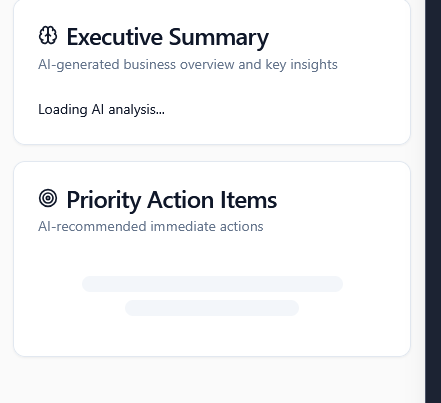 Executive Summary
AI-generated business overview and key insights
Loading AI analysis...
Priority Action Items
AI-recommended immediate actions